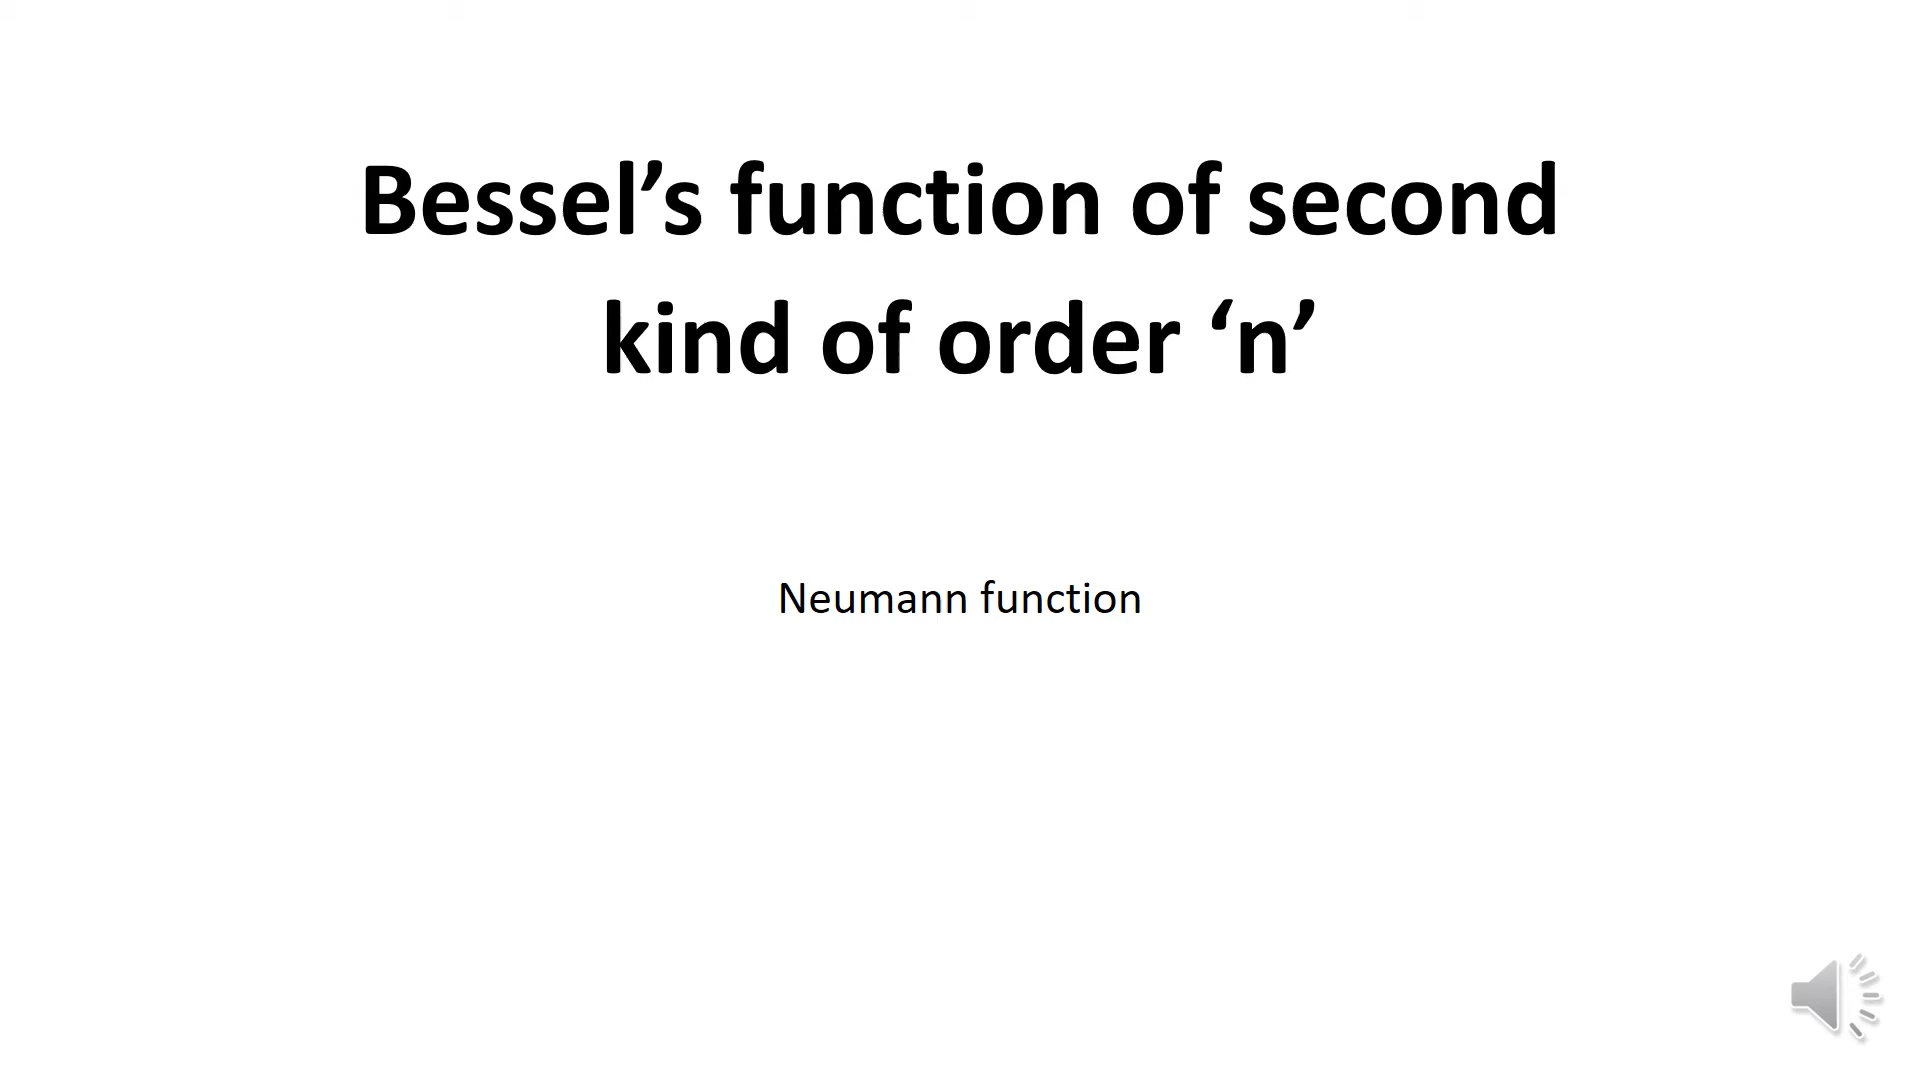 Bessel’s function of second
kind of order ‘n’
Neumann function